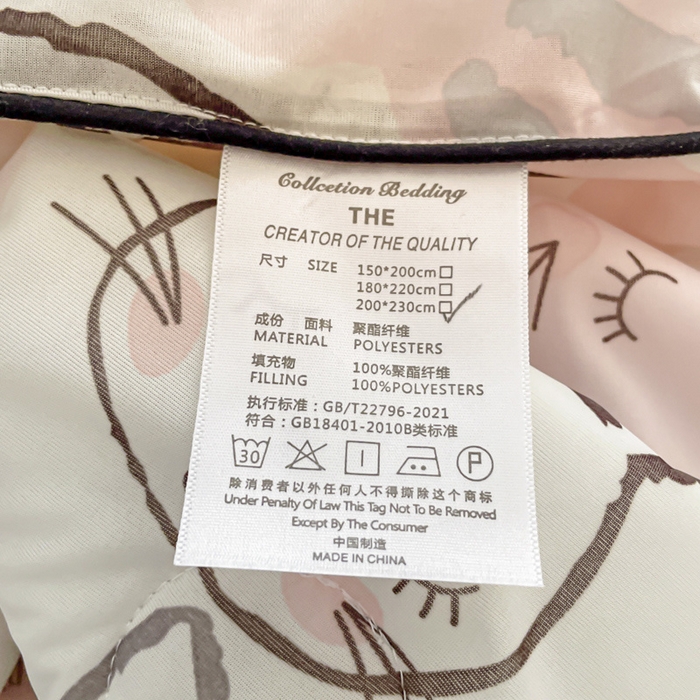 Collcetion Bedding
THE
CREATOR OF THE QUALITY
尺寸 SIZE 150*200cm
180*220cm
200*230cm
成份 面料 聚酯纤维
MATERIAL POLYESTERS
填充物 100%聚酯纤维
FILLING 100%POLYESTERS
执行标准：GB/T22796-2021
符合：GB18401-2010B类标准
30 P
除消费者以外任何人不得撕除这个商标
Under Penalty Of Law This Tag Not To Be Removed
Except By The Consumer
中国制造
MADE IN CHINA